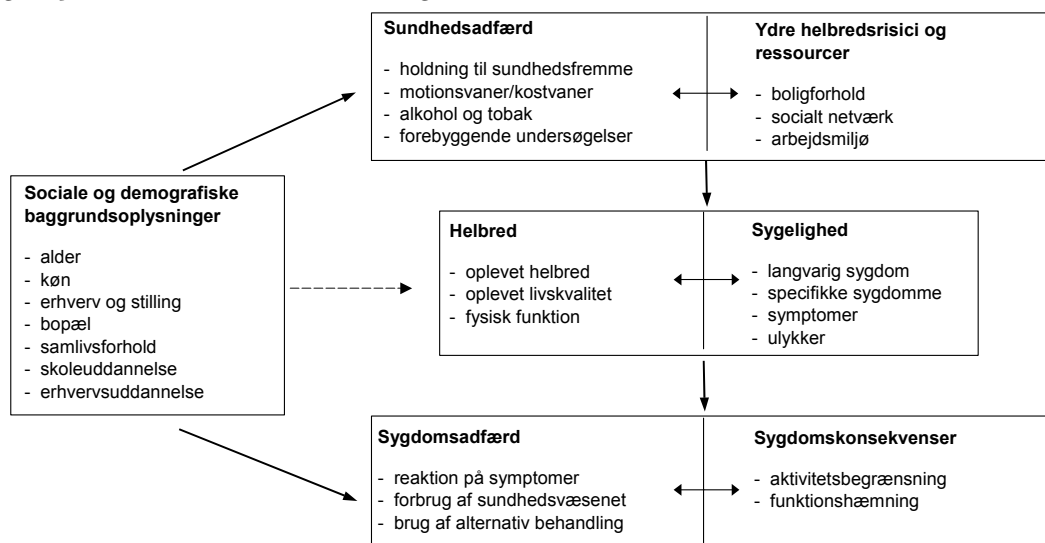 Sundhedsadfærd
- holdning til sundhedsfremme
- motionsvaner/kostvaner
- alkohol og tobak
- forebyggende undersøgelser
Ydre helbredsrisici og
ressourcer
- boligforhold
- socialt netværk
- arbejdsmiljø
Sociale og demografiske
baggrundsoplysninger
- alder
- køn
- erhverv og stilling
- bopæl
- samlivsforhold
- skoleuddannelse
- erhvervsuddannelse
Helbred
- oplevet helbred
- oplevet livskvalitet
- fysisk funktion
Sygelighed
- langvarig sygdom
- specifikke sygdomme
- symptomer
- ulykker
Sygdomsadfærd
- reaktion på symptomer
- forbrug af sundhedsvæsenet
- brug af alternativ behandling
Sygdomskonsekvenser
- aktivitetsbegrænsning
- funktionshæmning